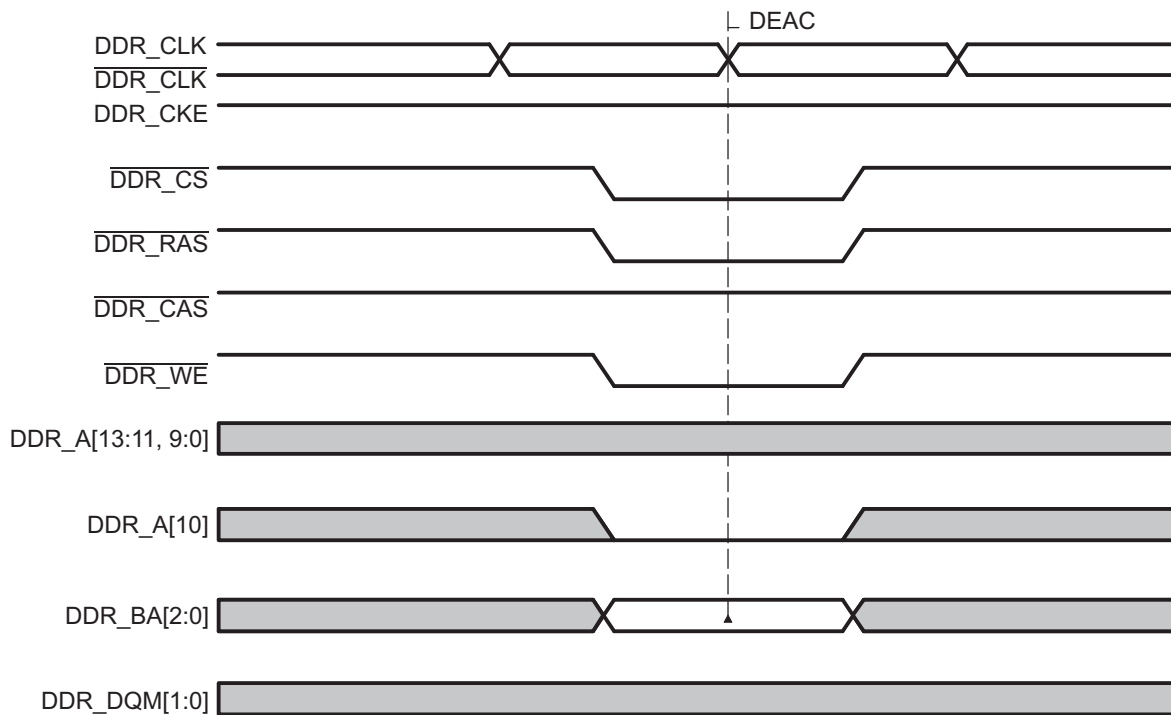 DEAC
DDR_CLK
DDR_CLK
DDR_CKE
DDR_CS
DDR_RAS
DDR_CAS
DDR_WE
DDR_A[13:11, 9:0]
DDR_A[10]
DDR_BA[2:0]
DDR_DQM[1:0]